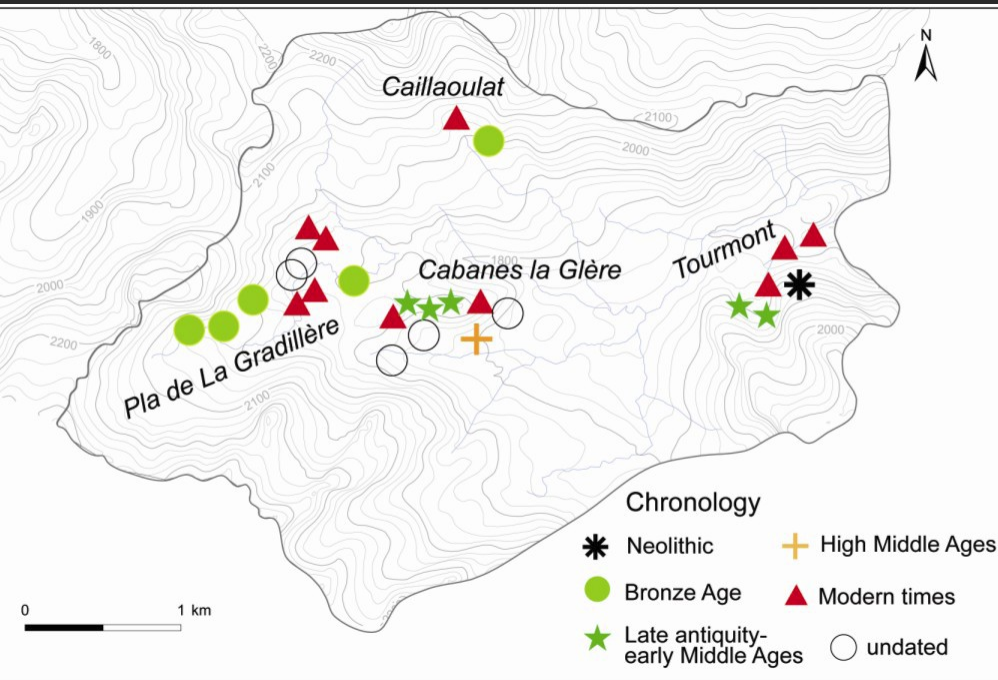 N
1800
2200
2200
Caillaoulat
2100
2000
2100
1900
Tourmont
Cabanes la Glère
1800
2000
2000
2200
Pla de La Gradillère
2100
Chronology
Neolithic
High Middle Ages
Bronze Age
Modern times
Late antiquity-
early Middle Ages
undated
0 1 km